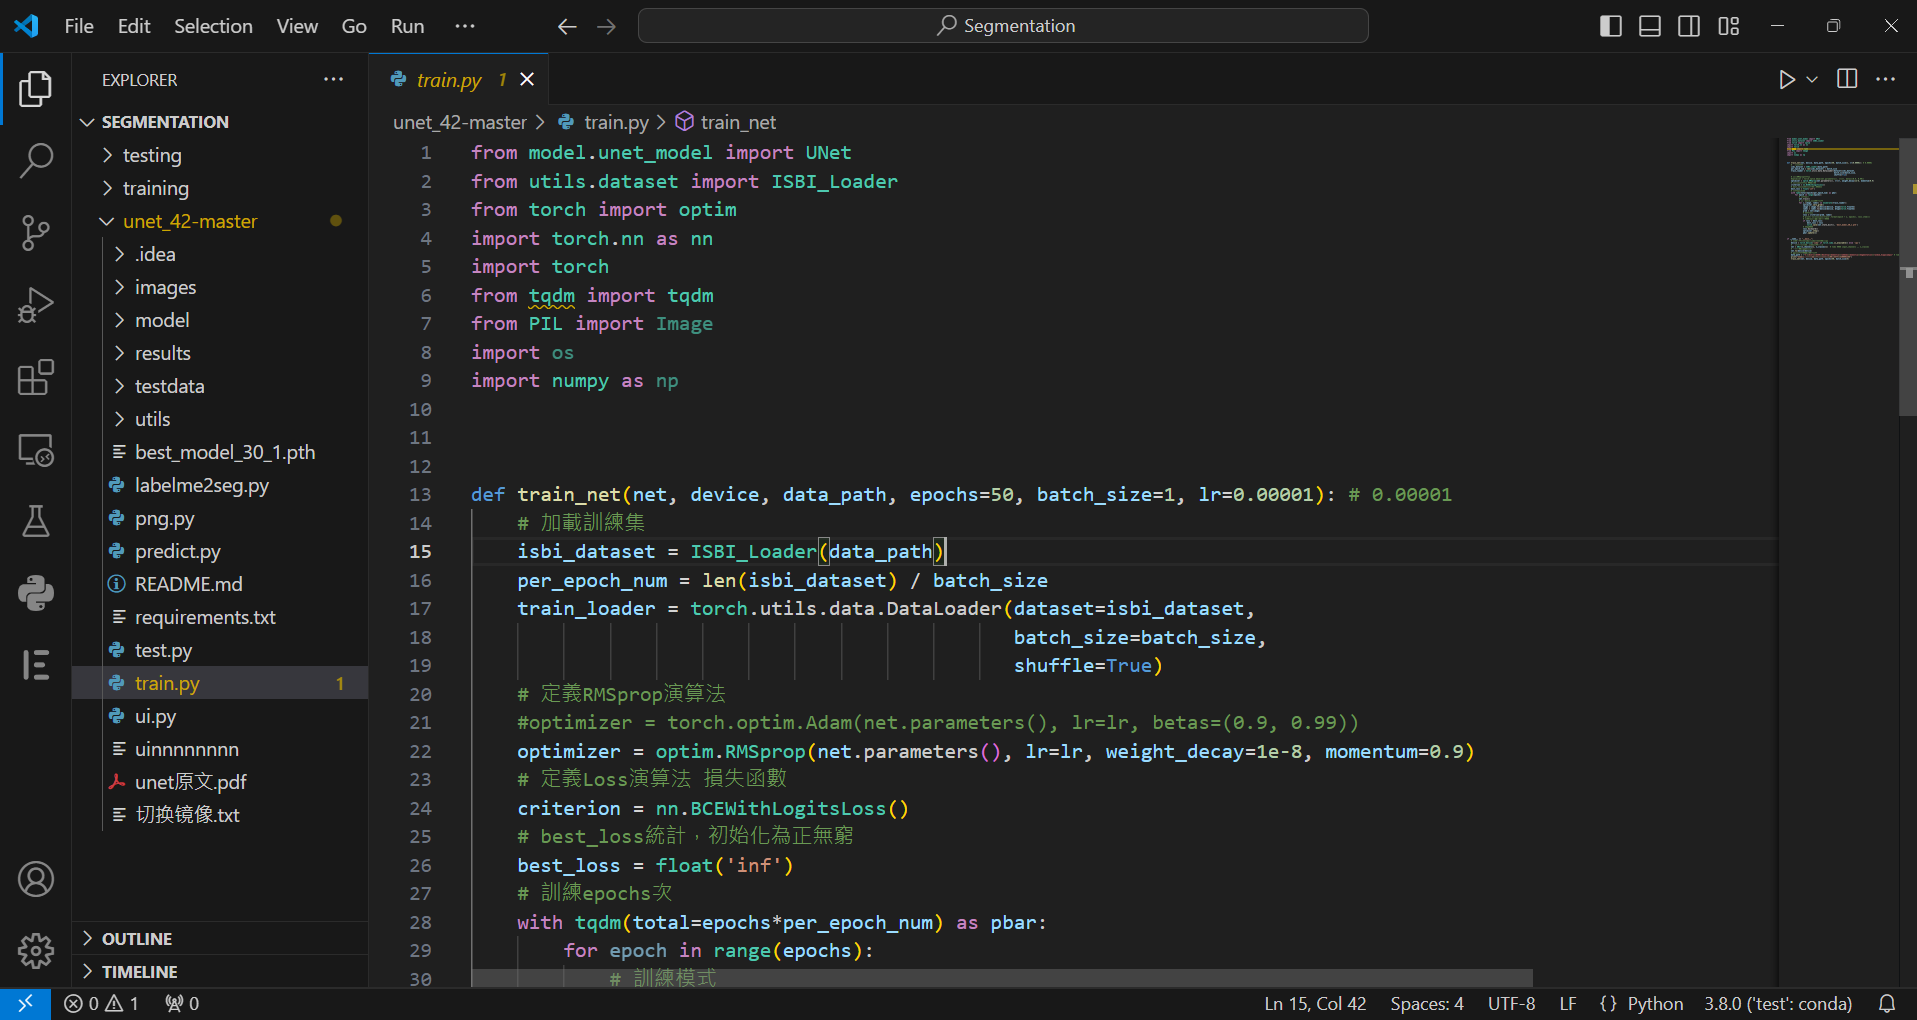 File Edit Selection View Go Run ···
Segmentation
EXPLORER
SEGMENTATION
testing
training
unet_42-master
.idea
images
model
results
testdata
utils
best_model_30_1.pth
labelme2seg.py
png.py
predict.py
README.md
requirements.txt
test.py
train.py 1
ui.py
uinnnnnnnn
unet原文.pdf
切换镜像.txt
OUTLINE
TIMELINE
train.py 1
unet_42-master > train.py > train_net
1 from model.unet_model import UNet
2 from utils.dataset import ISBI_Loader
3 from torch import optim
4 import torch.nn as nn
5 import torch
6 from tqdm import tqdm
7 from PIL import Image
8 import os
9 import numpy as np
10
11
12
13 def train_net(net, device, data_path, epochs=50, batch_size=1, lr=0.00001): # 0.00001
14 # 加載訓練集
15 isbi_dataset = ISBI_Loader(data_path)
16 per_epoch_num = len(isbi_dataset) / batch_size
17 train_loader = torch.utils.data.DataLoader(dataset=isbi_dataset,
18 batch_size=batch_size,
19 shuffle=True)
20 # 定義RMSprop演算法
21 #optimizer = torch.optim.Adam(net.parameters(), lr=lr, betas=(0.9, 0.99))
22 optimizer = optim.RMSprop(net.parameters(), lr=lr, weight_decay=1e-8, momentum=0.9)
23 # 定義Loss演算法 損失函數
24 criterion = nn.BCEWithLogitsLoss()
25 # best_loss統計，初始化為正無窮
26 best_loss = float('inf')
27 # 訓練epochs次
28 with tqdm(total=epochs*per_epoch_num) as pbar:
29 for epoch in range(epochs):
30 # 訓練模式
0 1 0
Ln 15, Col 42 Spaces: 4 UTF-8 LF {} Python 3.8.0 ('test': conda)